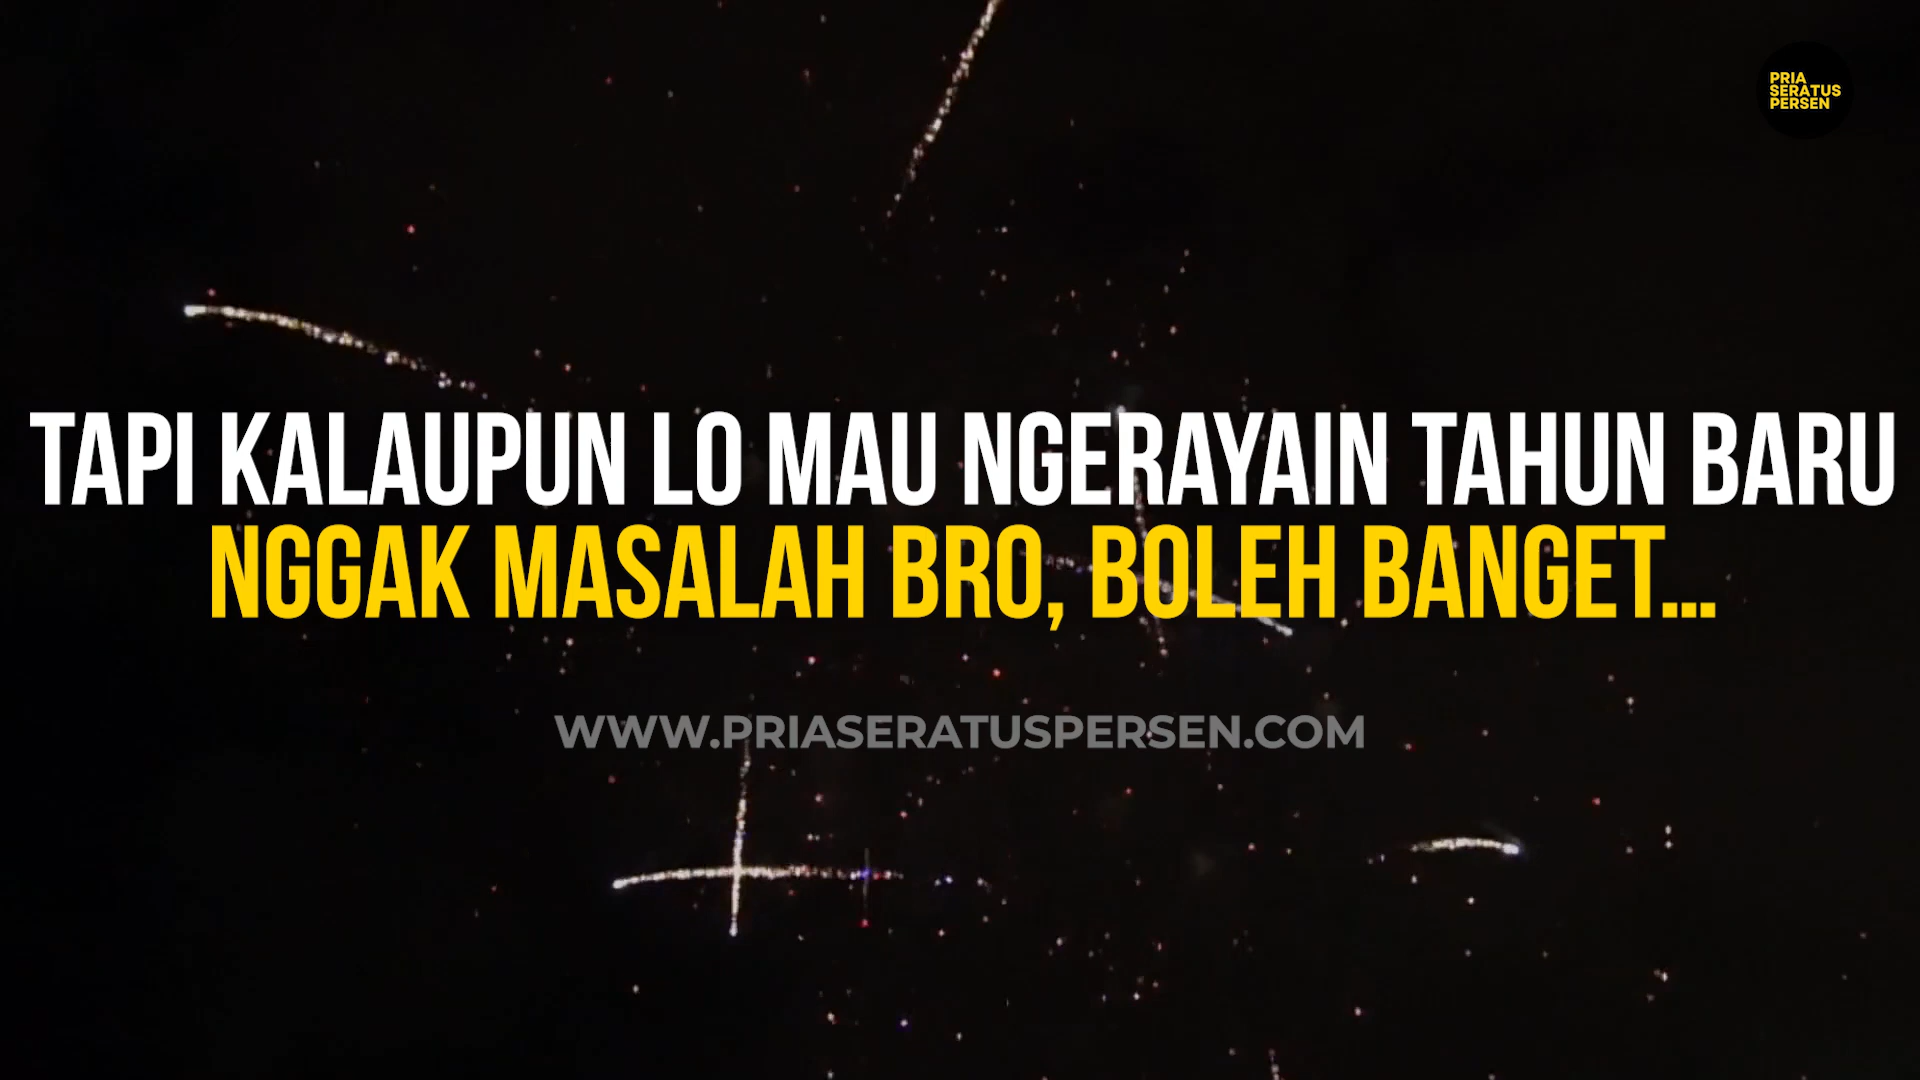 PRIA
SERATUS
PERSEN
TAPI KALAUPUN LO MAU NGERAYAIN TAHUN BARU
NGGAK MASALAH BRO, BOLEH BANGET...
WWW.PRIASERATUSPERSEN.COM